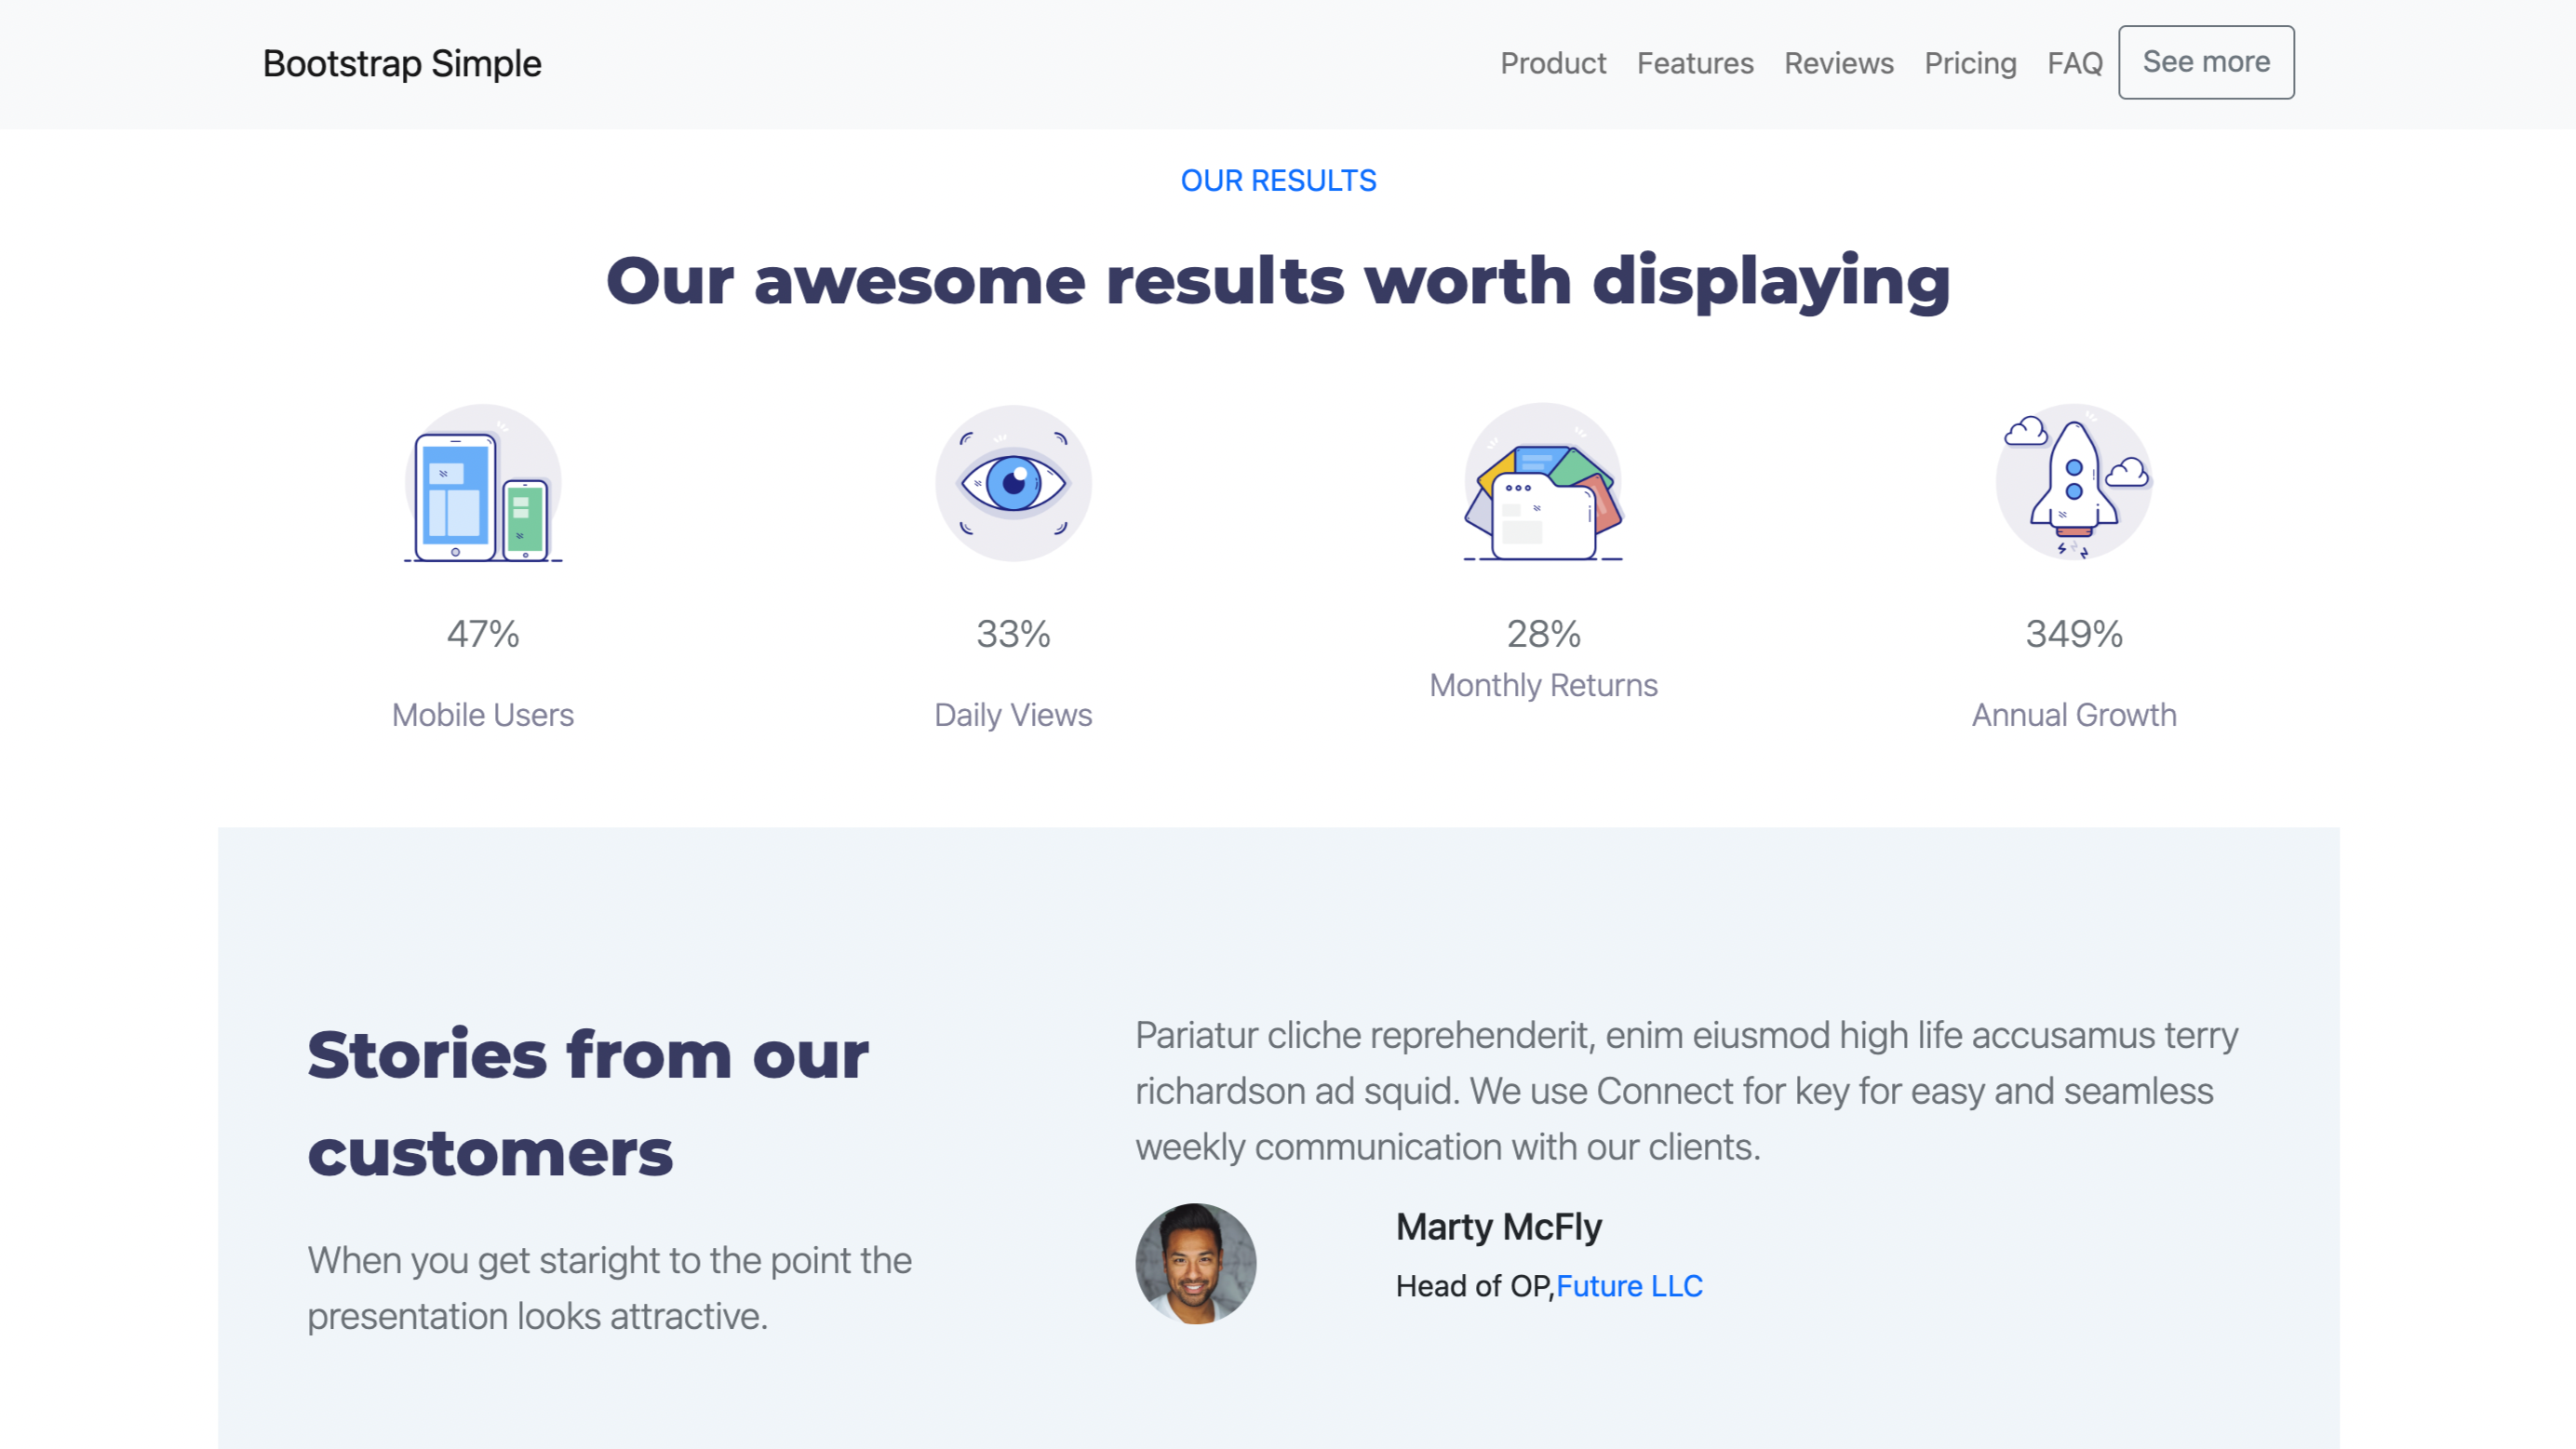 Bootstrap Simple
Product Features Reviews Pricing FAQ See more
OUR RESULTS
Our awesome results worth displaying
47%
Mobile Users
33%
Daily Views
28%
Monthly Returns
349%
Annual Growth
Stories from our
customers
When you get staright to the point the
presentation looks attractive.
Pariatur cliche reprehenderit, enim eiusmod high life accusamus terry
richardson ad squid. We use Connect for key for easy and seamless
weekly communication with our clients.
Marty McFly
Head of OP,Future LLC